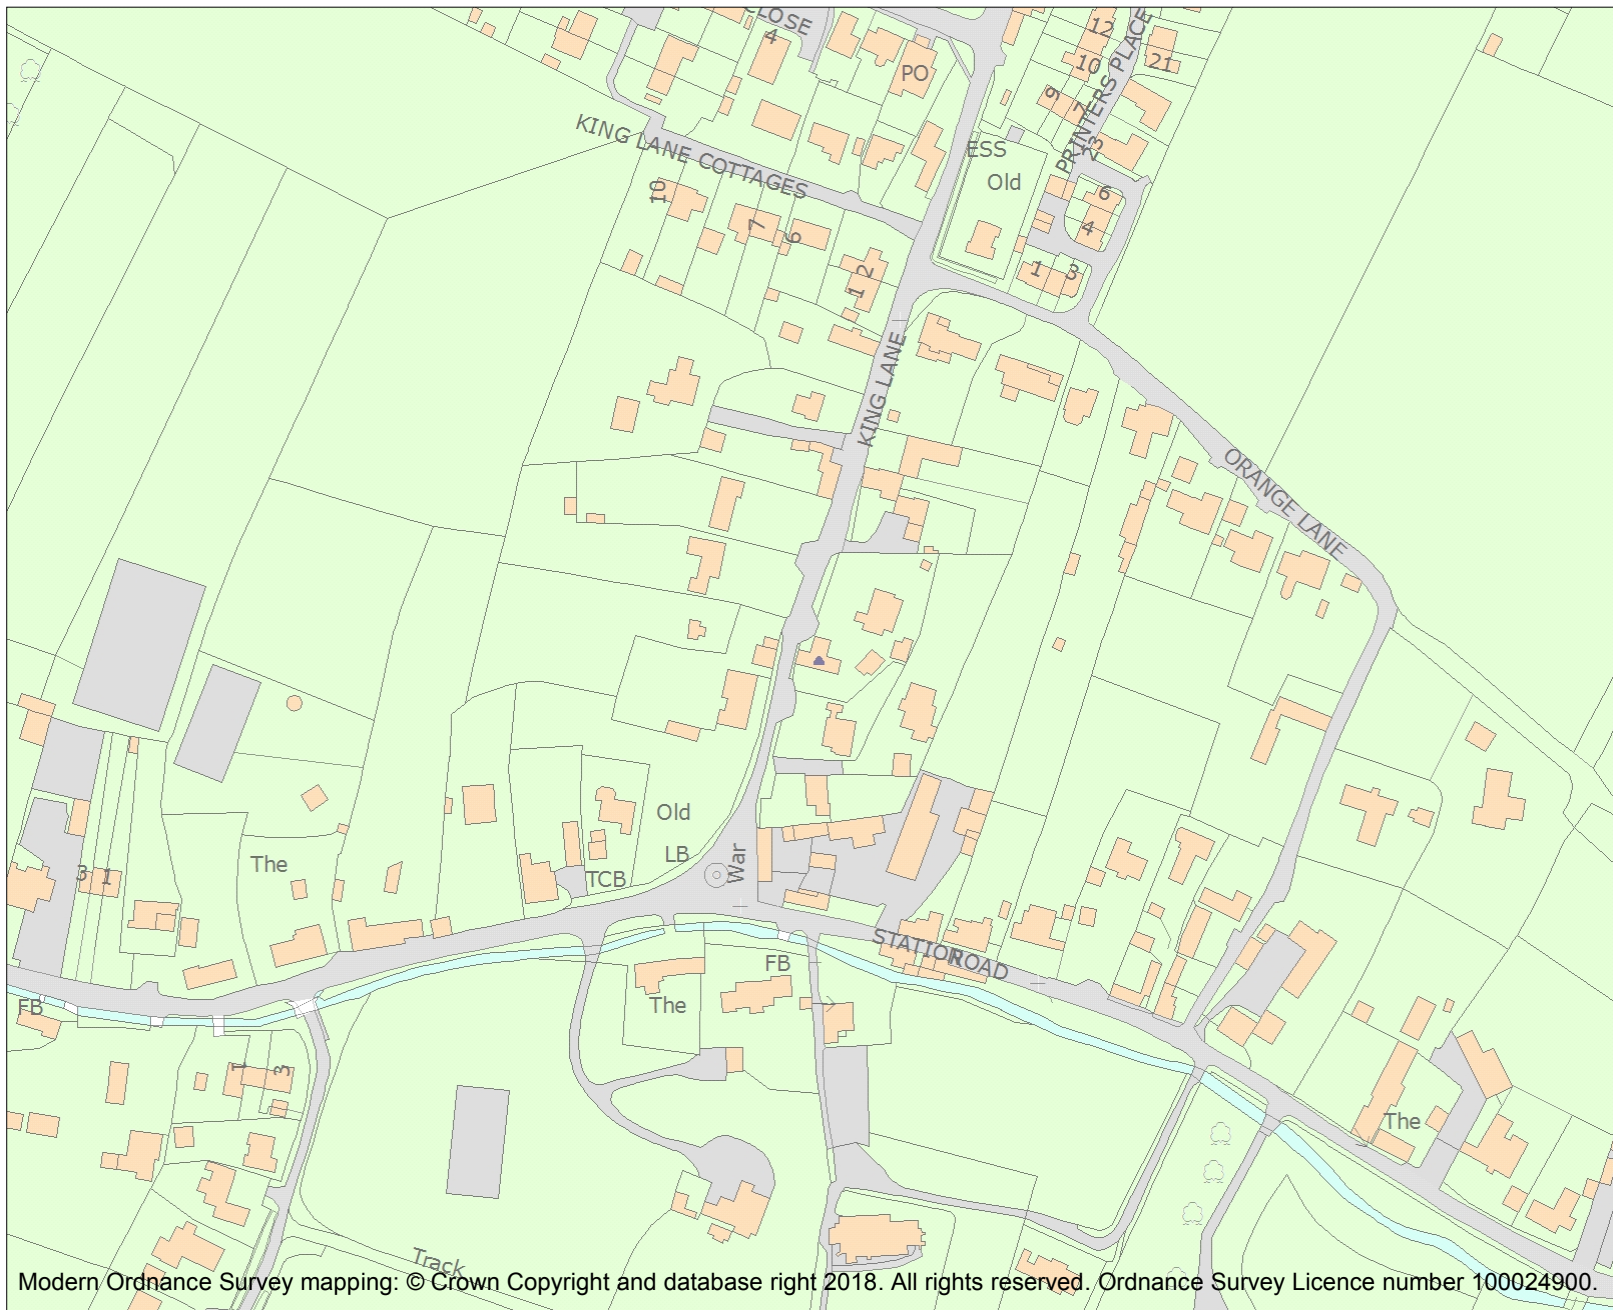 CLOSE
4
PO
12
10
21
9
7
PRINTERS PLACE
23
KING LANE COTTAGES
ESS
Old
10
7
6
6
4
2
1
1
3
KING LANE
ORANGE LANE
Old
LB
War
The
TCB
3 1
STATION
ROAD
FB
The
FB
1
3
The
Track
Modern Ordnance Survey mapping: © Crown Copyright and database right 2018. All rights reserved. Ordnance Survey Licence number 100024900.